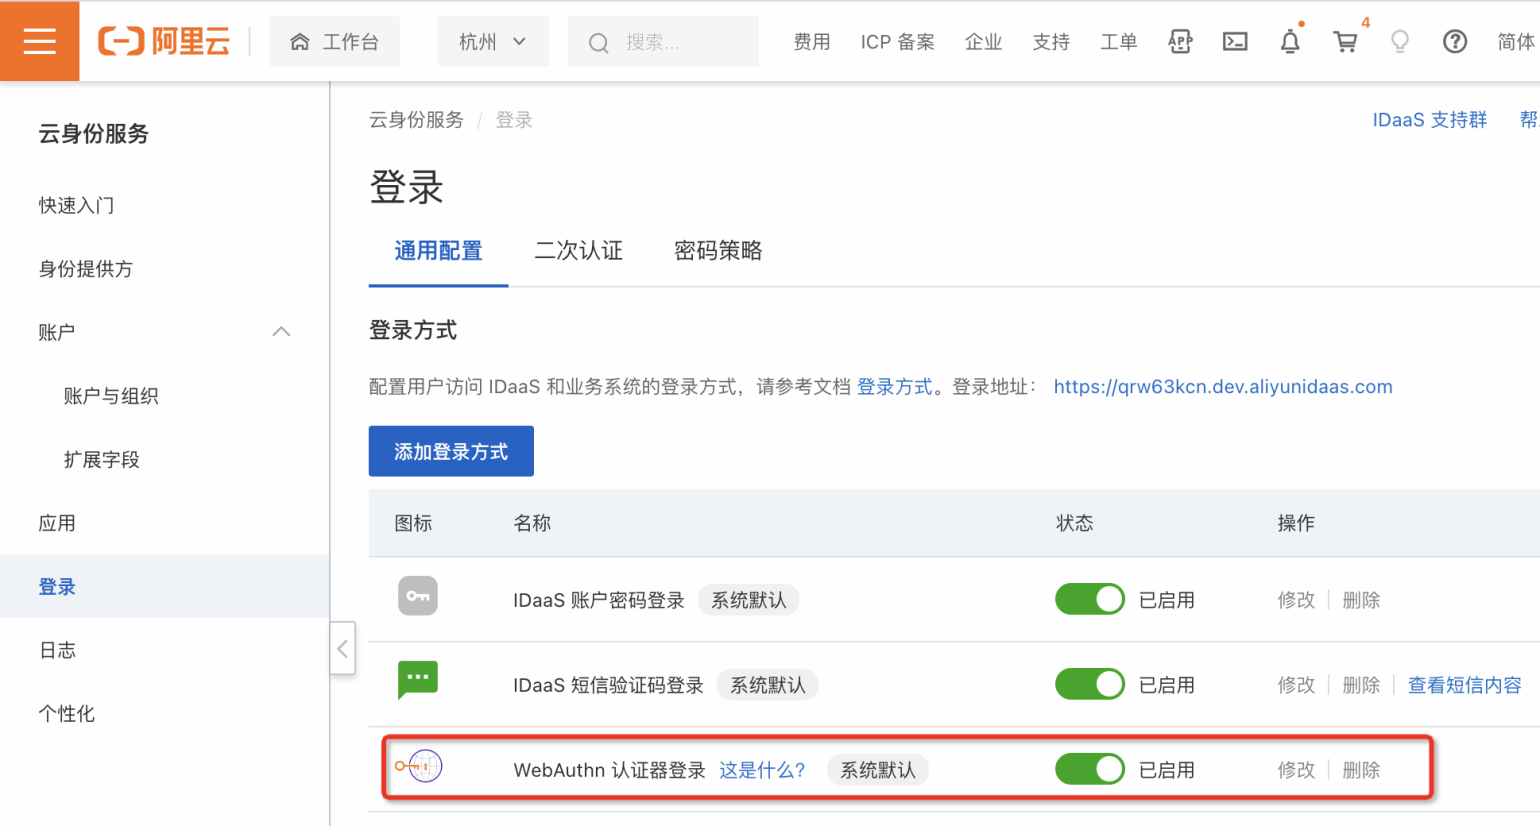 阿里云 工作台 杭州 搜索... 费用 ICP 备案 企业 支持 工单 APP 4 简体
云身份服务
快速入门
身份提供方
账户
账户与组织
扩展字段
应用
登录
日志
个性化
云身份服务 / 登录
IDaaS 支持群 帮
登录
通用配置 二次认证 密码策略
登录方式
配置用户访问 IDaaS 和业务系统的登录方式，请参考文档 登录方式。登录地址： https://qrw63kcn.dev.aliyunidaas.com
添加登录方式
图标 名称 状态 操作
IDaaS 账户密码登录 系统默认 已启用 修改 删除
IDaaS 短信验证码登录 系统默认 已启用 修改 删除 查看短信内容
WebAuthn 认证器登录 这是什么? 系统默认 已启用 修改 删除